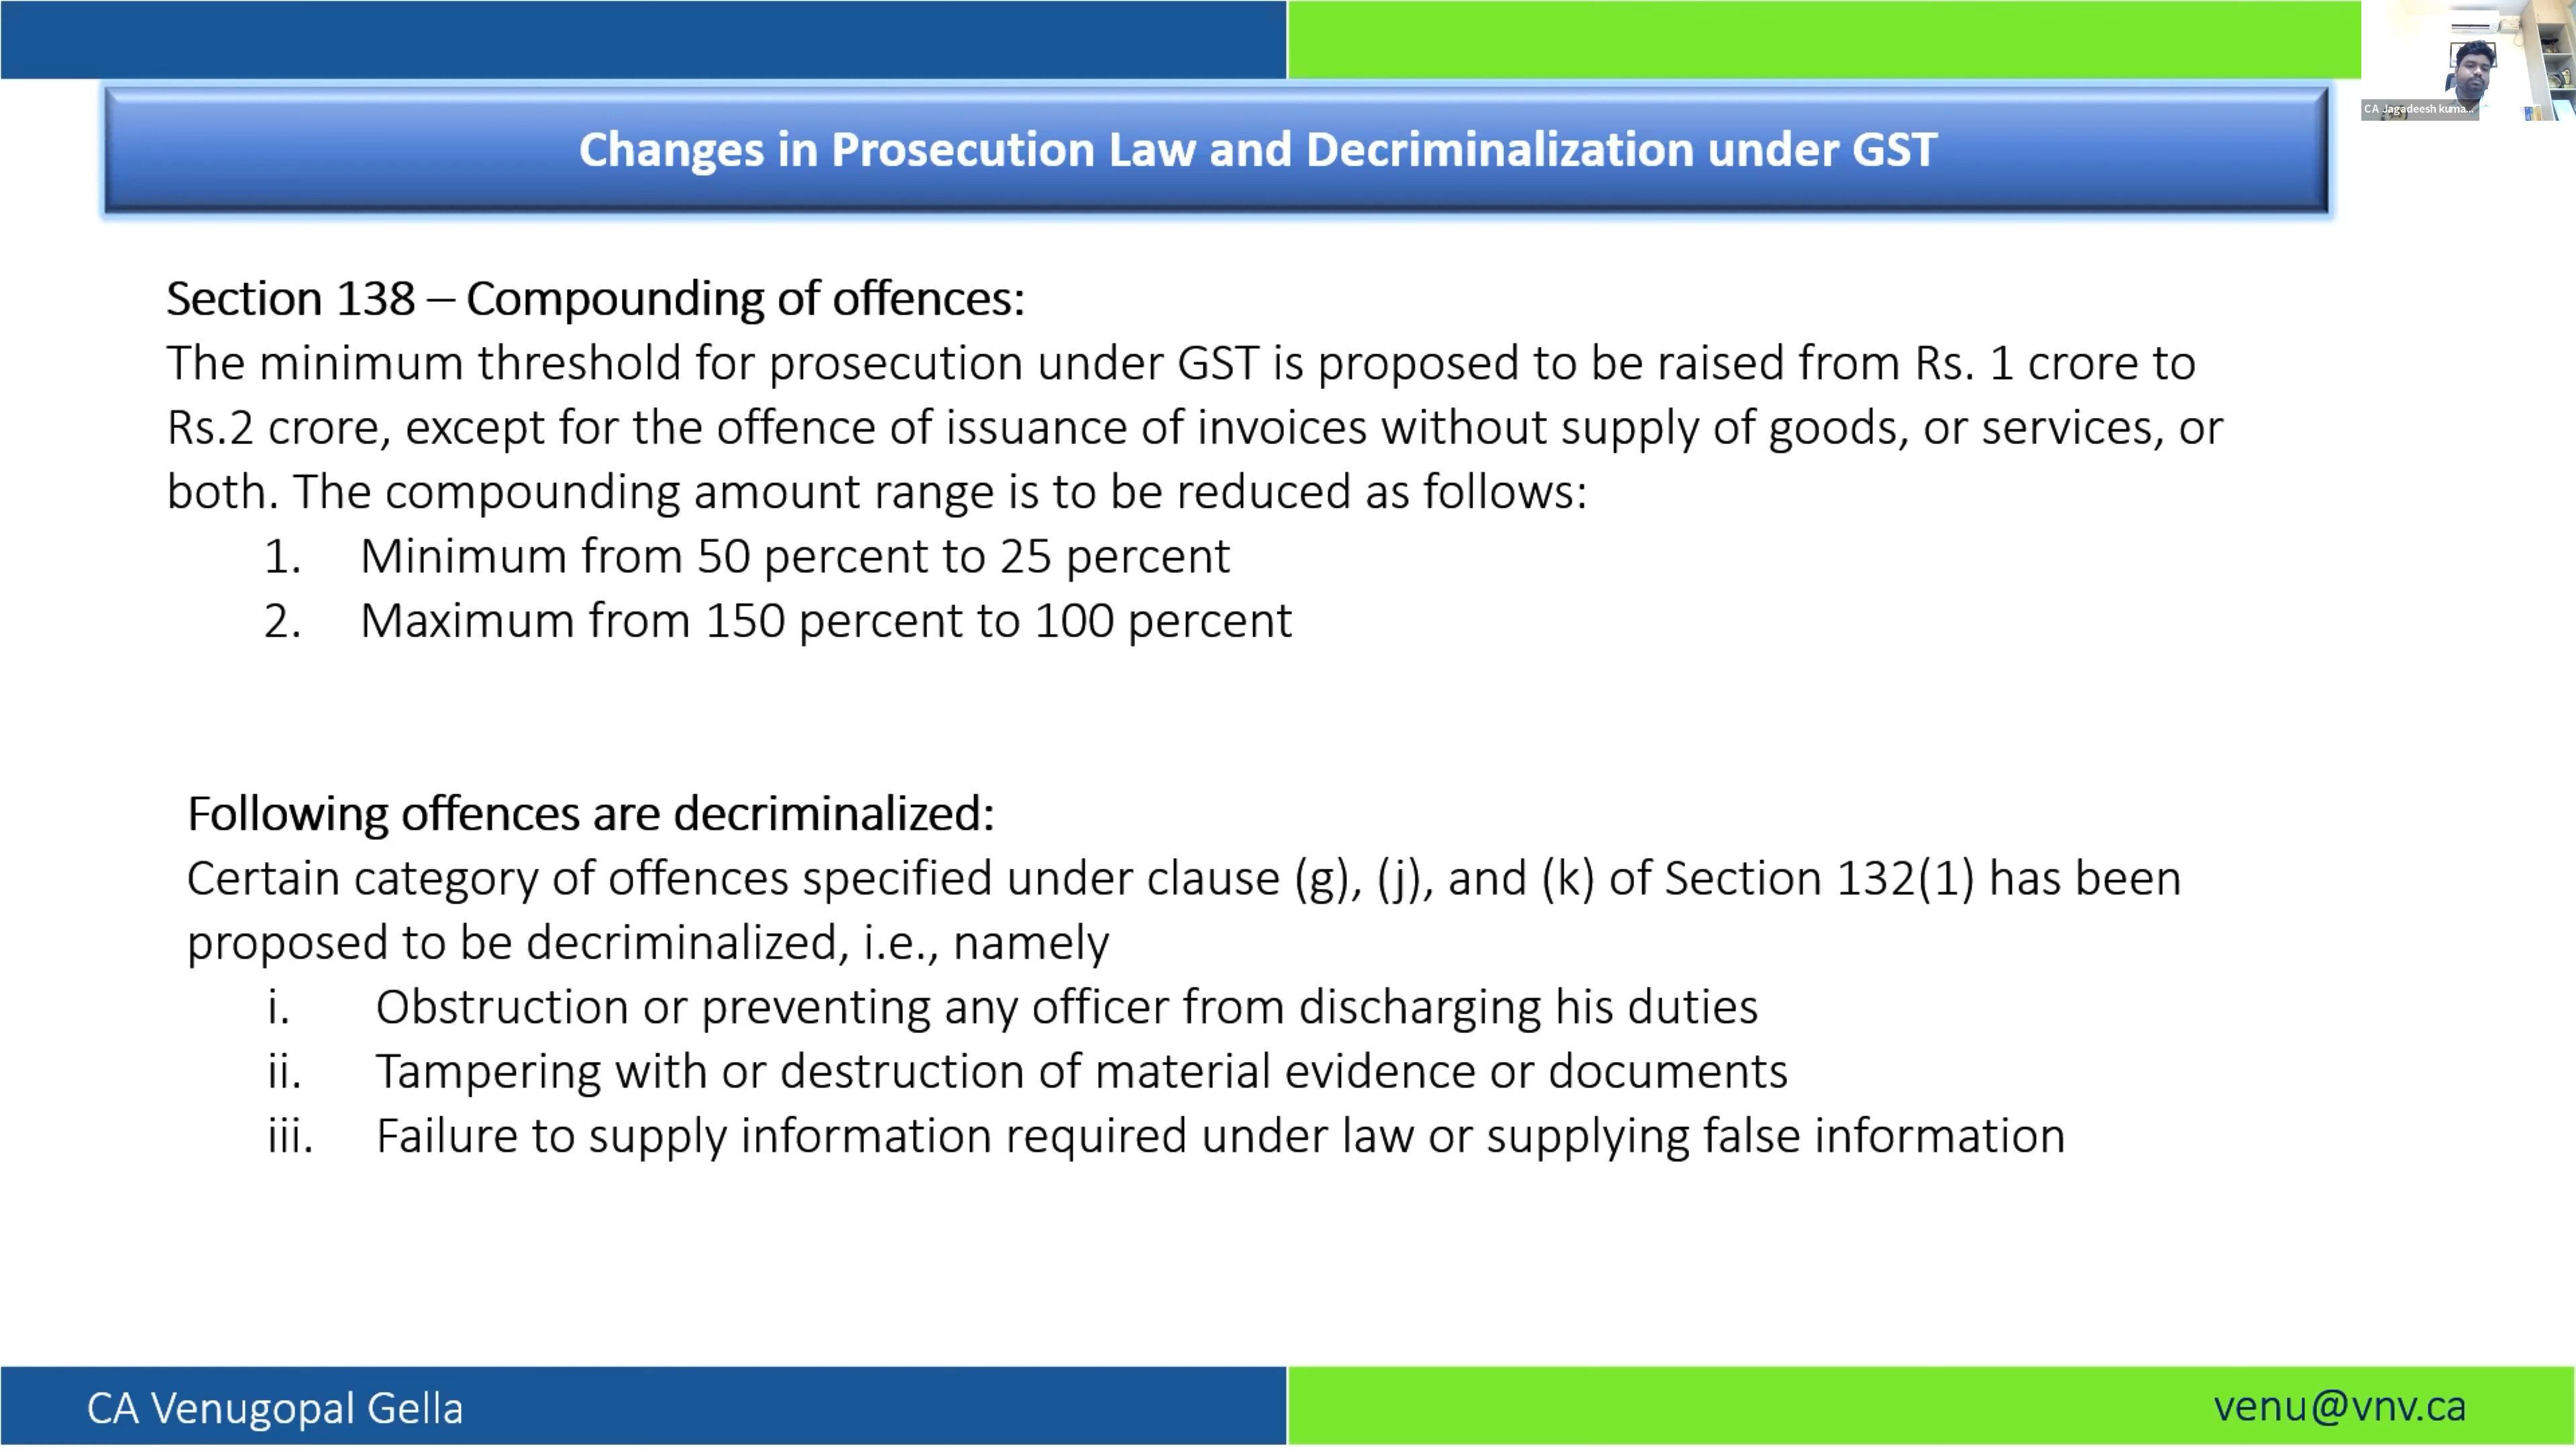 CA Jagadeesh kuma...
Changes in Prosecution Law and Decriminalization under GST
Section 138 – Compounding of offences:
The minimum threshold for prosecution under GST is proposed to be raised from Rs. 1 crore to
Rs.2 crore, except for the offence of issuance of invoices without supply of goods, or services, or
both. The compounding amount range is to be reduced as follows:
1. Minimum from 50 percent to 25 percent
2. Maximum from 150 percent to 100 percent
Following offences are decriminalized:
Certain category of offences specified under clause (g), (j), and (k) of Section 132(1) has been
proposed to be decriminalized, i.e., namely
i. Obstruction or preventing any officer from discharging his duties
ii. Tampering with or destruction of material evidence or documents
iii. Failure to supply information required under law or supplying false information
CA Venugopal Gella
venu@vnv.ca